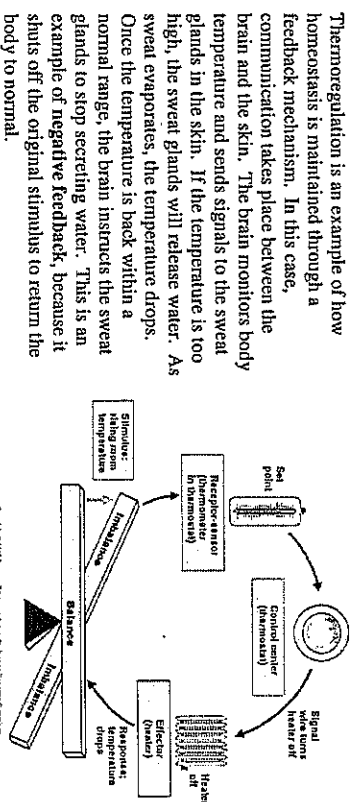 Thermoregulation is an example of how
homeostasis is maintained through a
feedback mechanism. In this case,
communication takes place between the
brain and the skin. The brain monitors body
temperature and sends signals to the sweat
glands in the skin. If the temperature is too
high, the sweat glands will release water. As
sweat evaporates, the temperature drops.
Once the temperature is back within a
normal range, the brain instructs the sweat
glands to stop secreting water. This is an
example of negative feedback, because it
shuts off the original stimulus to return the
body to normal.
Set
point
Receptor-sensor
(thermometer
in thermostat)
Control center
(thermostat)
Signal
wire turns
heater off
Heater
off
Effector
(heater)
Response:
temperature
drops
Stimulus:
rising room
temperature
Imbalance
Balance
Imbalance